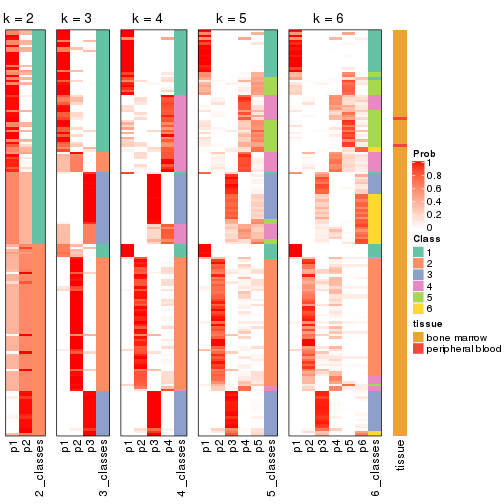 k = 2 k = 3 k = 4 k = 5 k = 6
Prob
1
0.8
0.6
0.4
0.2
0
Class
1
2
3
4
5
6
tissue
bone marrow
peripheral blood
p1 p2 2_classes p1 p2 p3 3_classes p1 p2 p3 p4 4_classes p1 p2 p3 p4 p5 5_classes p1 p2 p3 p4 p5 p6 6_classes tissue